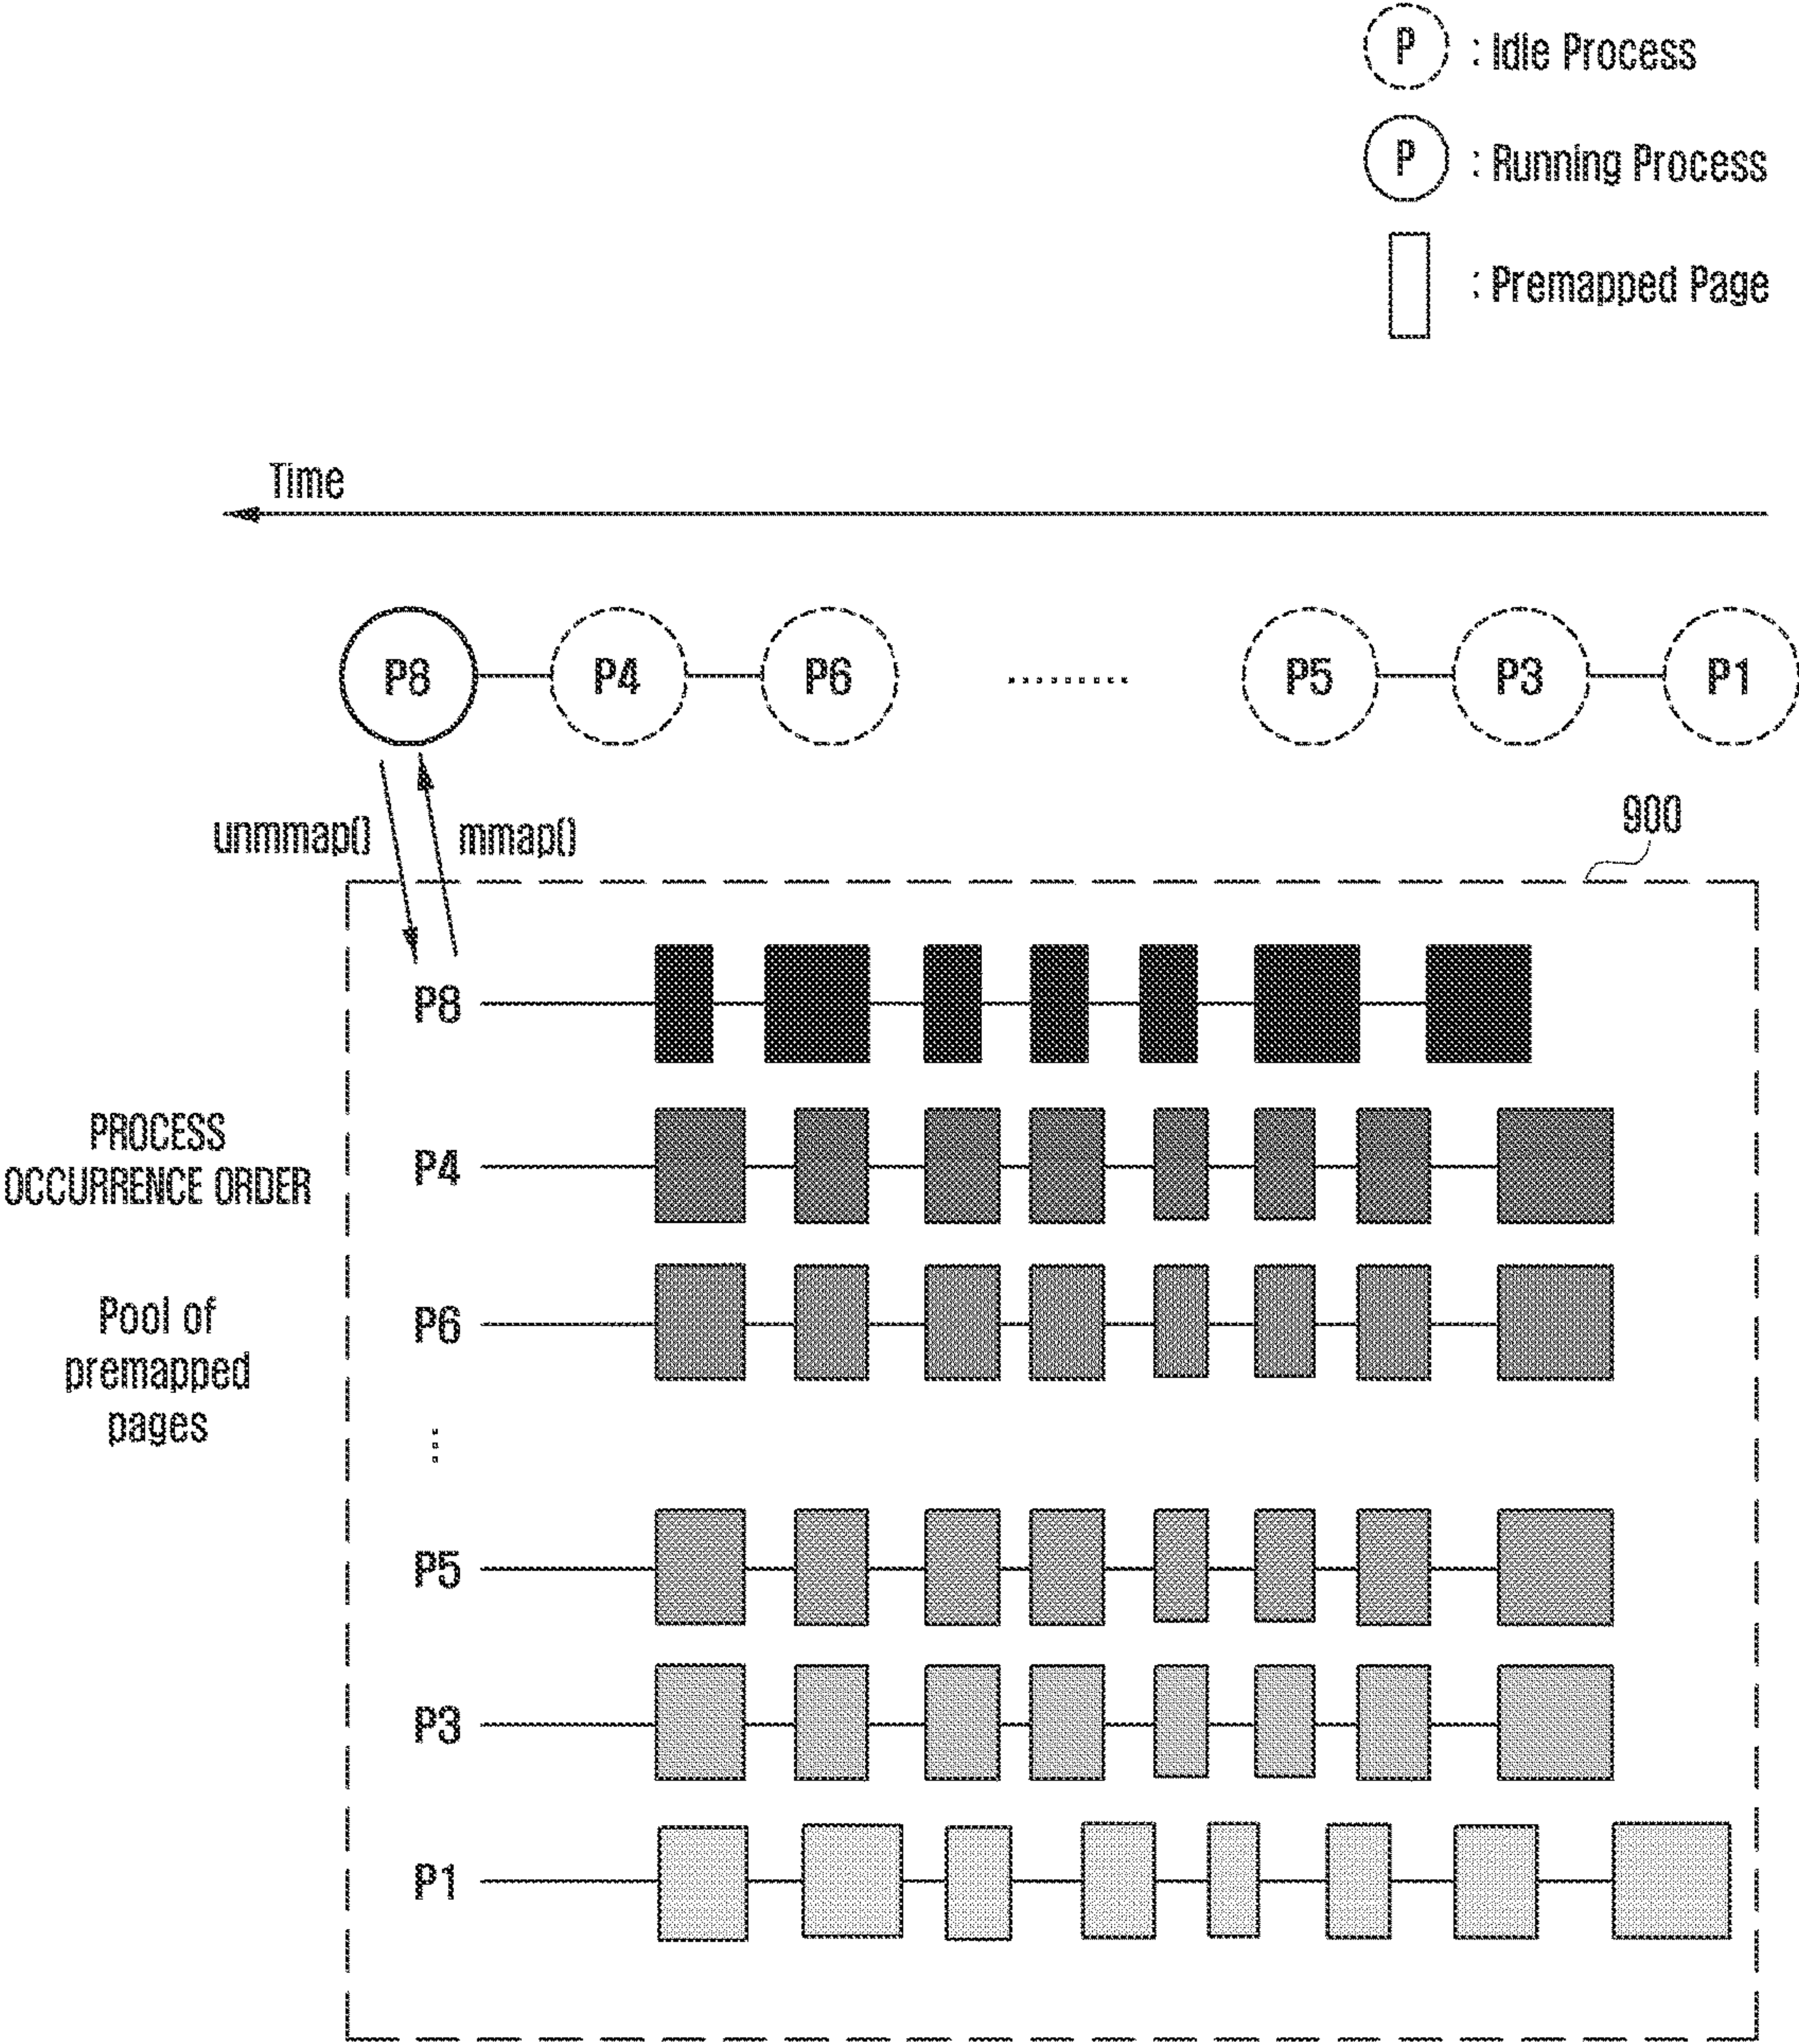 P : Idle Process
P : Running Process
: Premapped Page
Time
P8 P4 P6 ......... P5 P3 P1
unmmap() mmap()
900
P8
PROCESS
OCCURRENCE ORDER
P4
Pool of
premapped
pages
P6
...
P5
P3
P1